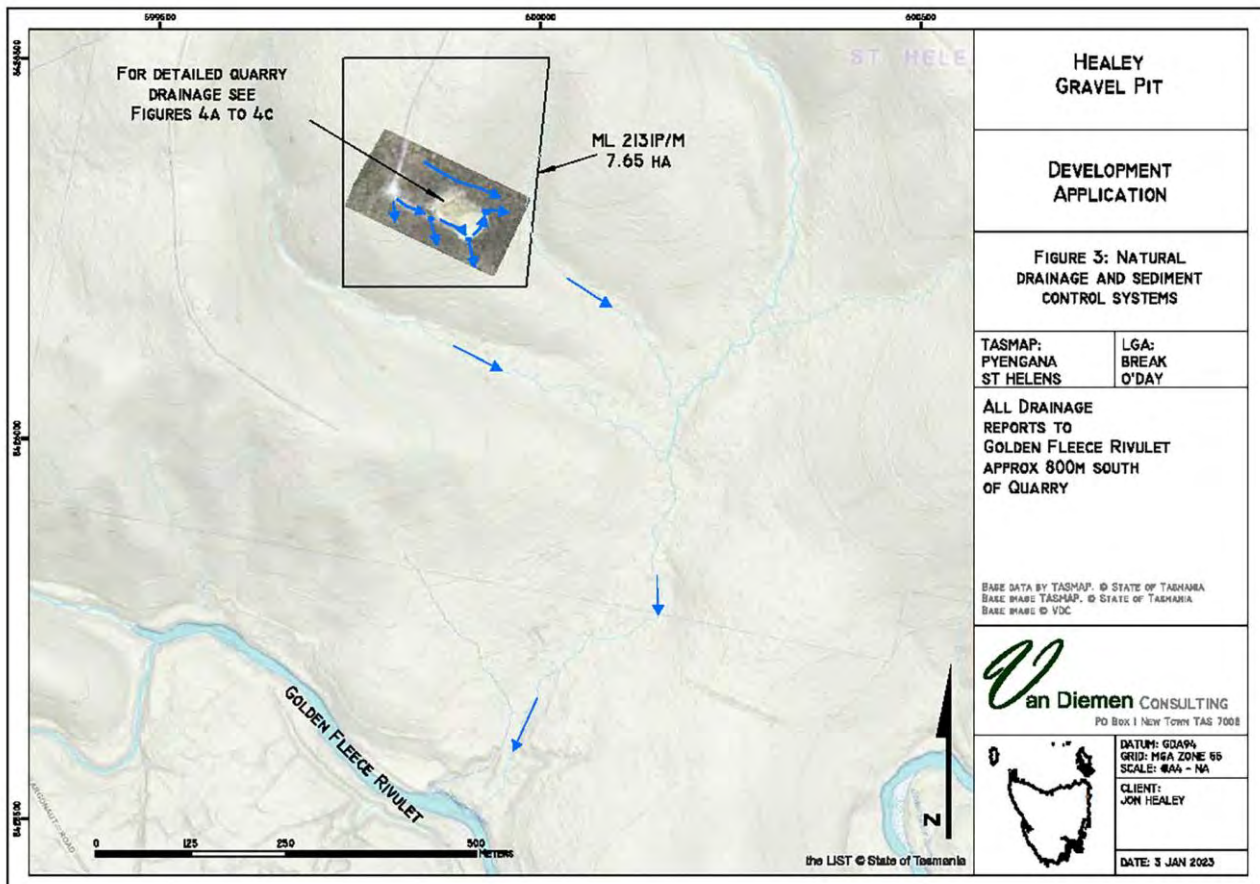 599500
600000
600500
ST HELE
FOR DETAILED QUARRY
DRAINAGE SEE
FIGURES 4A TO 4C
ML 2131P/M
7.65 HA
GOLDEN FLEECE RIVULET
ARGONAUT ROAD
0 125 250 500
METERS
N
the LIST © State of Tasmania
HEALEY
GRAVEL PIT
DEVELOPMENT
APPLICATION
FIGURE 3: NATURAL
DRAINAGE AND SEDIMENT
CONTROL SYSTEMS
TASMAP:
PYENGANA
ST HELENS
LGA:
BREAK
O'DAY
ALL DRAINAGE
REPORTS TO
GOLDEN FLEECE RIVULET
APPROX 800M SOUTH
OF QUARRY
BASE DATA BY TASMAP. © STATE OF TASMANIA
BASE IMAGE TASMAP. © STATE OF TASMANIA
BASE IMAGE © VDC
Van Diemen CONSULTING
PO BOX 1 NEW TOWN TAS 7008
DATUM: GDA94
GRID: MGA ZONE 55
SCALE: @A4 - NA
CLIENT:
JON HEALEY
DATE: 3 JAN 2023